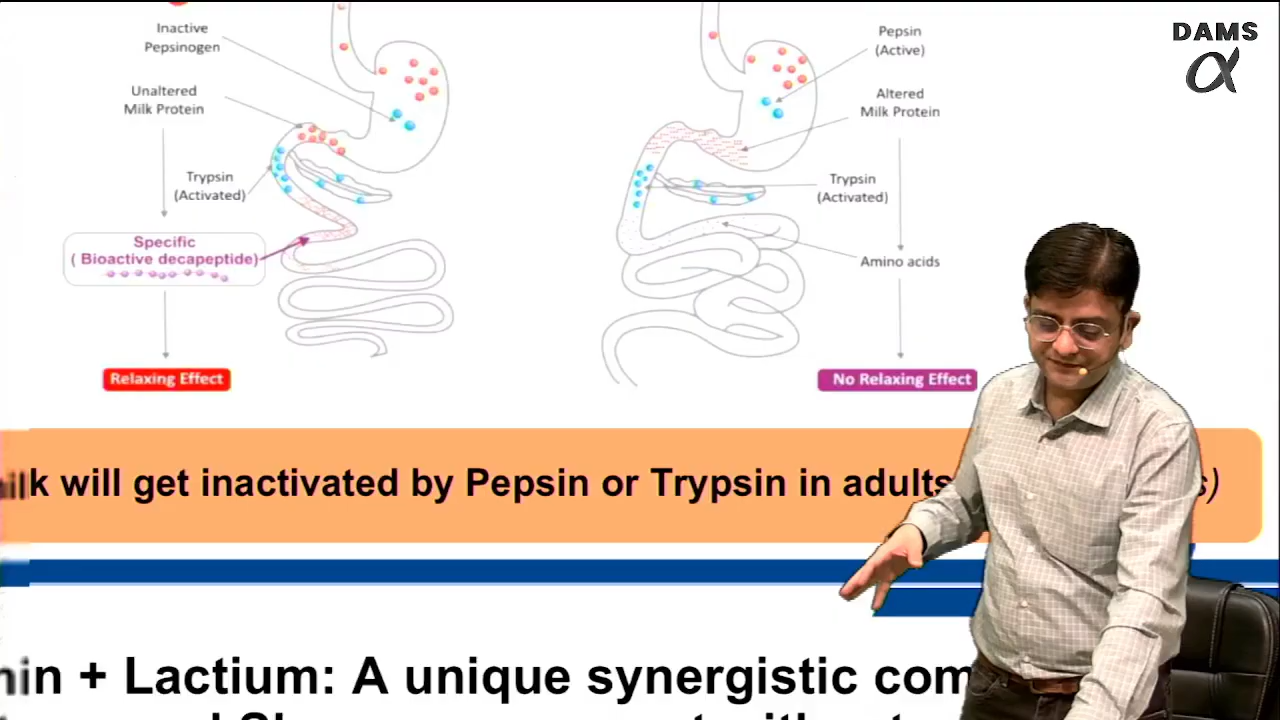 Inactive
Pepsinogen
Unaltered
Milk Protein
Trypsin
(Activated)
Specific
( Bioactive decapeptide)
Relaxing Effect
Pepsin
(Active)
Altered
Milk Protein
Trypsin
(Activated)
Amino acids
No Relaxing Effect
DAMS
α
k will get inactivated by Pepsin or Trypsin in adults
in + Lactium: A unique synergistic com